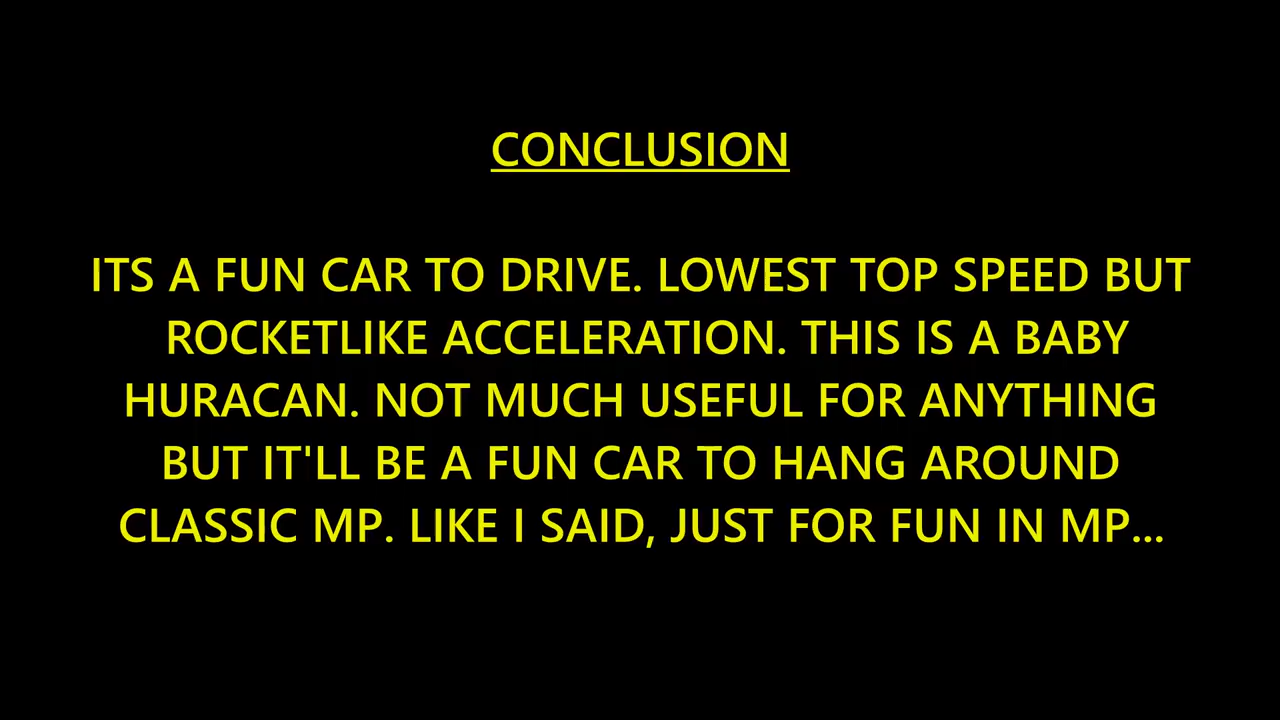 CONCLUSION
ITS A FUN CAR TO DRIVE. LOWEST TOP SPEED BUT
ROCKETLIKE ACCELERATION. THIS IS A BABY
HURACAN. NOT MUCH USEFUL FOR ANYTHING
BUT IT'LL BE A FUN CAR TO HANG AROUND
CLASSIC MP. LIKE I SAID, JUST FOR FUN IN MP...